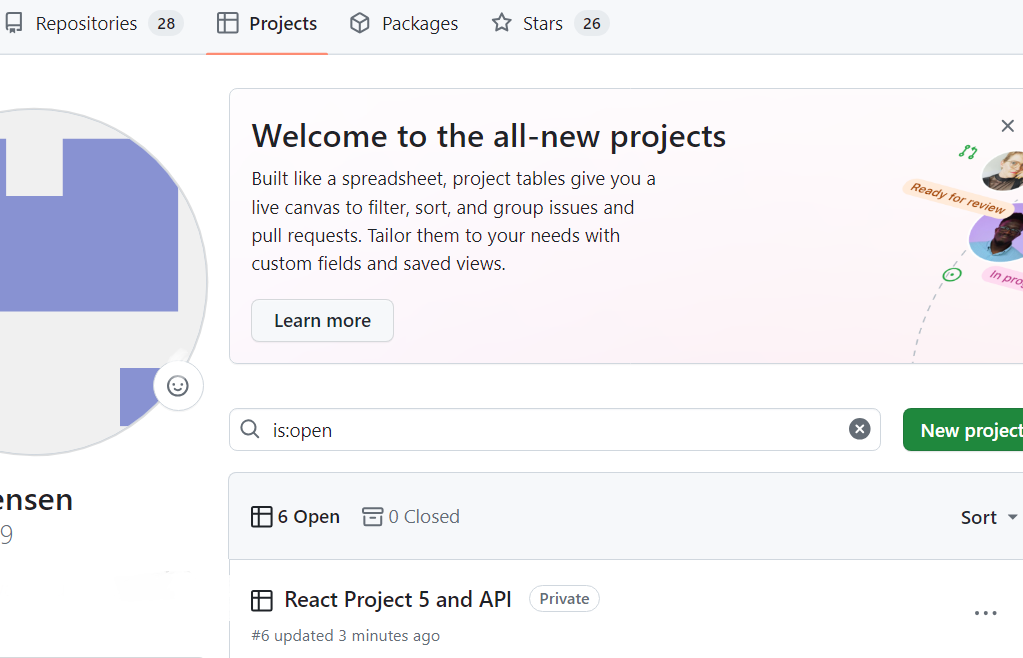 Repositories 28 Projects Packages Stars 26
Welcome to the all-new projects
Built like a spreadsheet, project tables give you a
live canvas to filter, sort, and group issues and
pull requests. Tailor them to your needs with
custom fields and saved views.
Learn more
Ready for review
In prog
is:open
New project
ensen
9
6 Open 0 Closed
Sort
React Project 5 and API Private
#6 updated 3 minutes ago